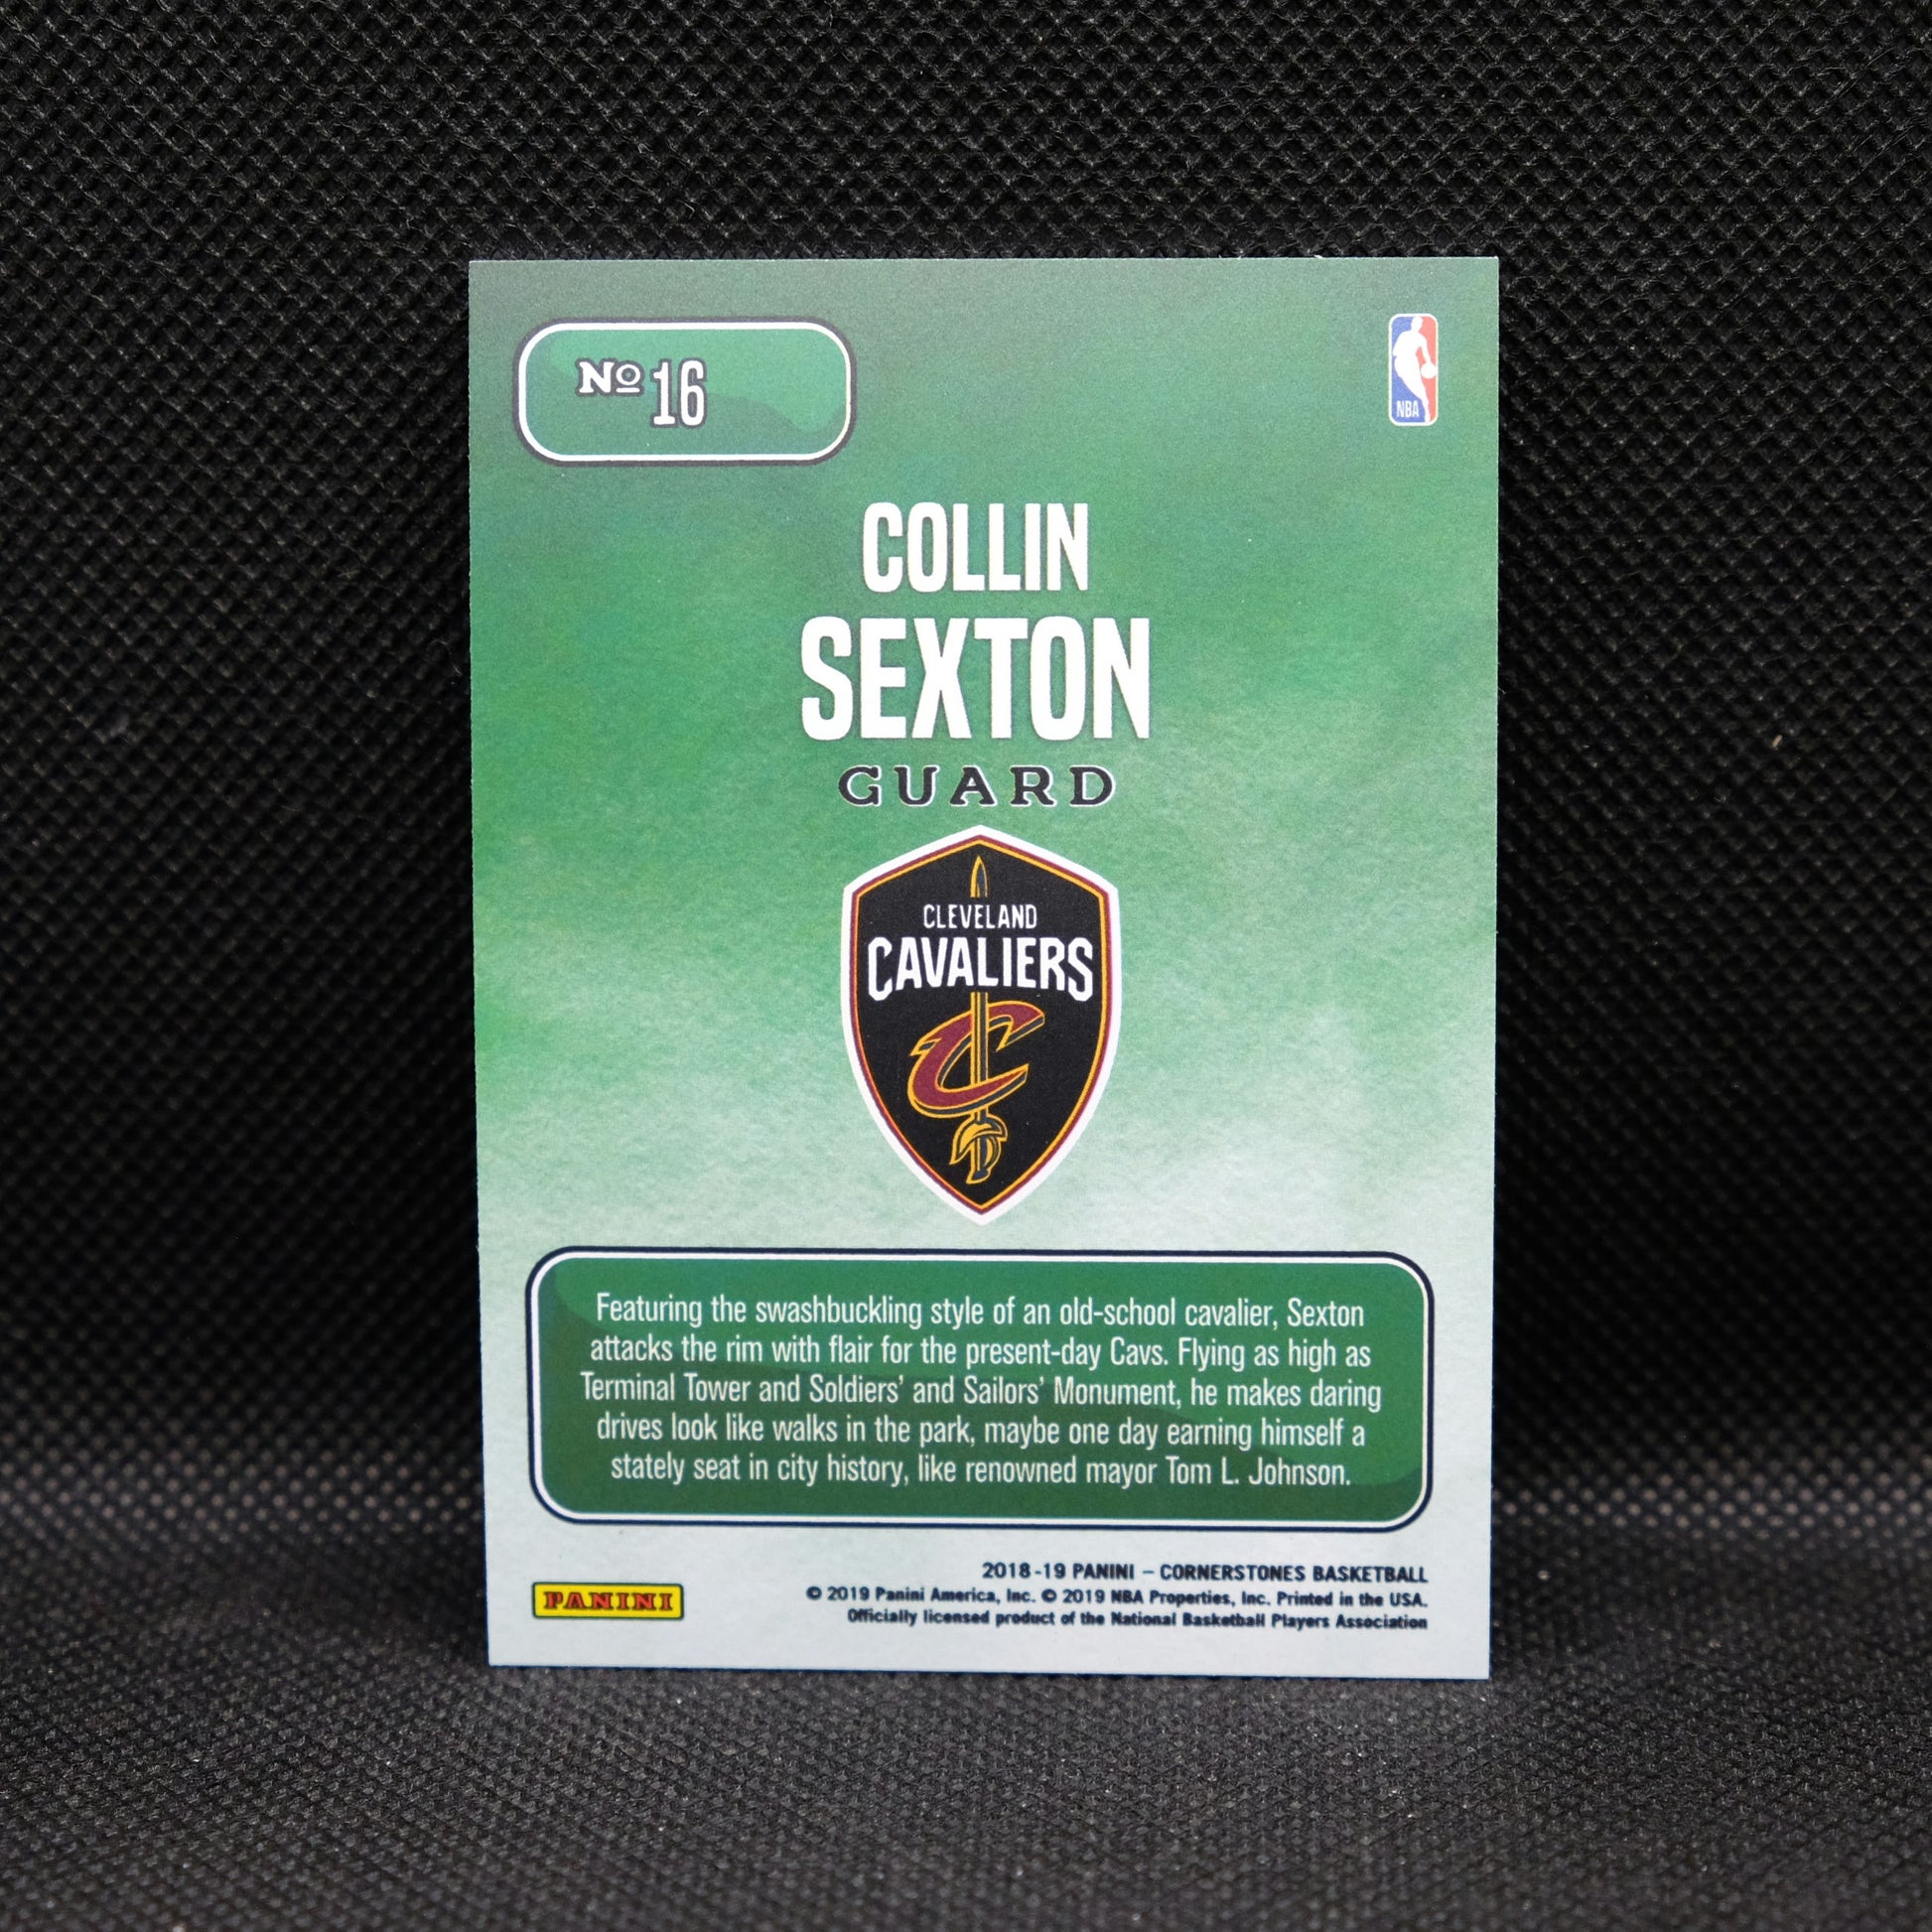 Nº 16
NBA
COLLIN
SEXTON
GUARD
CLEVELAND
CAVALIERS
C
Featuring the swashbuckling style of an old-school cavalier, Sexton
attacks the rim with flair for the present-day Cavs. Flying as high as
Terminal Tower and Soldiers’ and Sailors’ Monument, he makes daring
drives look like walks in the park, maybe one day earning himself a
stately seat in city history, like renowned mayor Tom L. Johnson.
2018-19 PANINI – CORNERSTONES BASKETBALL
© 2019 Panini America, Inc. © 2019 NBA Properties, Inc. Printed in the USA.
Officially licensed product of the National Basketball Players Association
PANINI